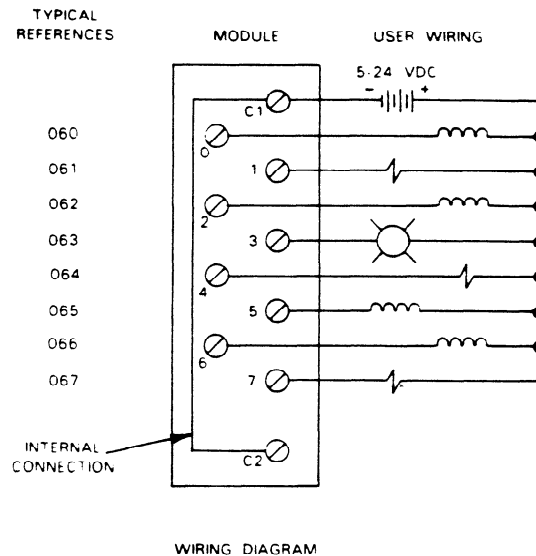 TYPICAL
REFERENCES
MODULE
USER WIRING
5-24 VDC
- +
C1
060
0
061
1
062
2
063
3
064
4
065
5
066
6
067
7
INTERNAL
CONNECTION
C2
WIRING DIAGRAM